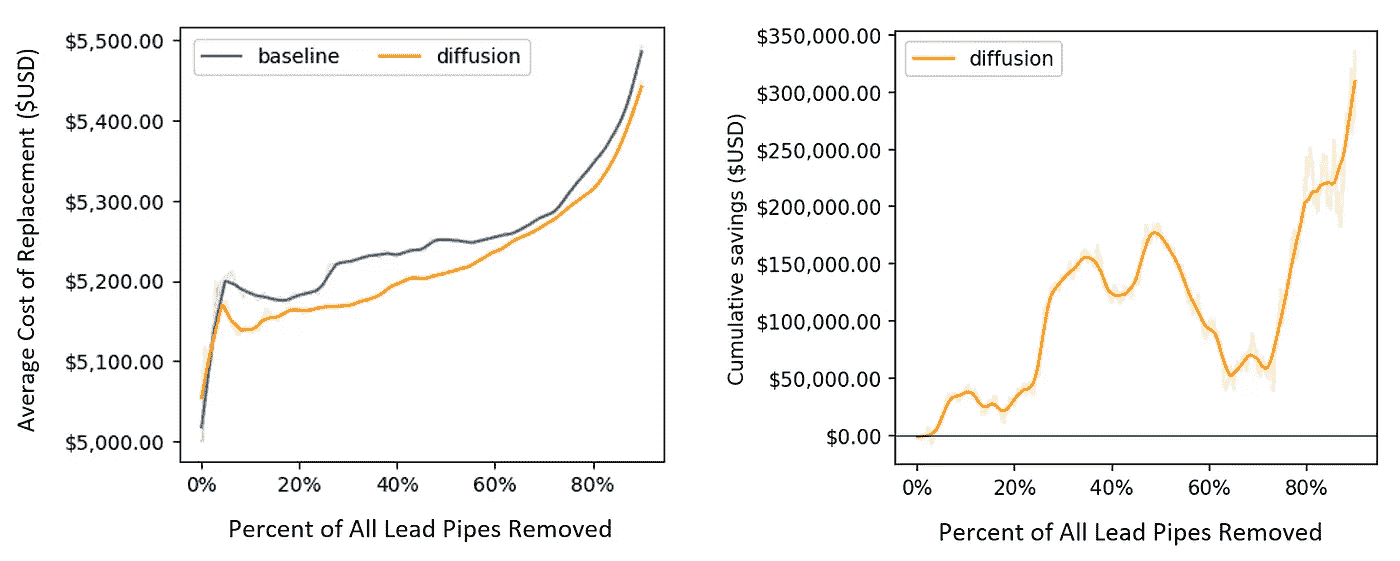 Average Cost of Replacement ($USD)
$5,500.00
$5,400.00
$5,300.00
$5,200.00
$5,100.00
$5,000.00
baseline diffusion
0% 20% 40% 60% 80%
Percent of All Lead Pipes Removed
Cumulative savings ($USD)
$350,000.00
$300,000.00
$250,000.00
$200,000.00
$150,000.00
$100,000.00
$50,000.00
$0.00
diffusion
0% 20% 40% 60% 80%
Percent of All Lead Pipes Removed